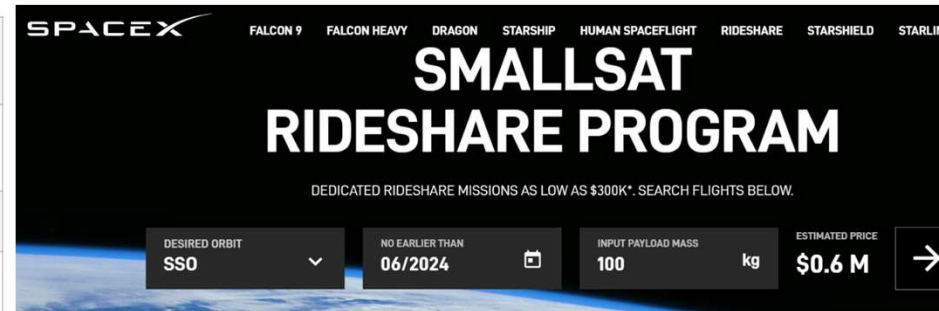 SPACEX
FALCON 9 FALCON HEAVY DRAGON STARSHIP HUMAN SPACEFLIGHT RIDESHARE STARSHIELD
SMALLSAT
RIDESHARE PROGRAM
DEDICATED RIDESHARE MISSIONS AS LOW AS $300K*. SEARCH FLIGHTS BELOW.
DESIRED ORBIT
SSO
NO EARLIER THAN
06/2024
INPUT PAYLOAD MASS
100 kg
ESTIMATED PRICE
$0.6 M